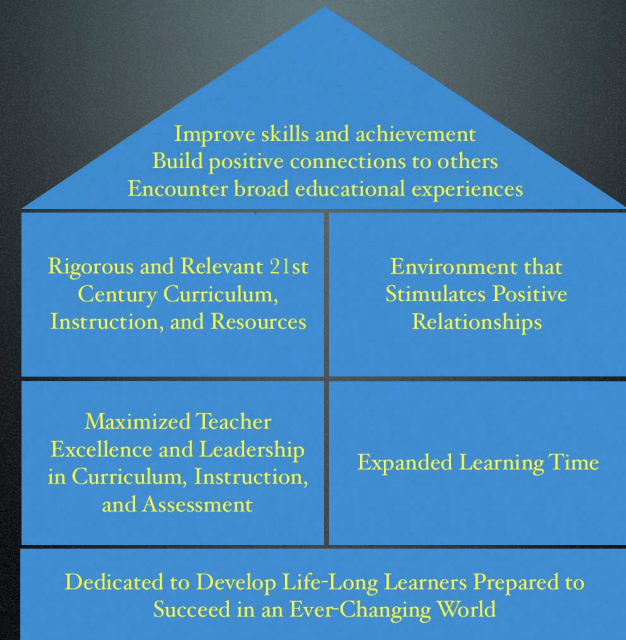 Improve skills and achievement
Build positive connections to others
Encounter broad educational experiences
Rigorous and Relevant 21st
Century Curriculum,
Instruction, and Resources
Environment that
Stimulates Positive
Relationships
Maximized Teacher
Excellence and Leadership
in Curriculum, Instruction,
and Assessment
Expanded Learning Time
Dedicated to Develop Life-Long Learners Prepared to
Succeed in an Ever-Changing World